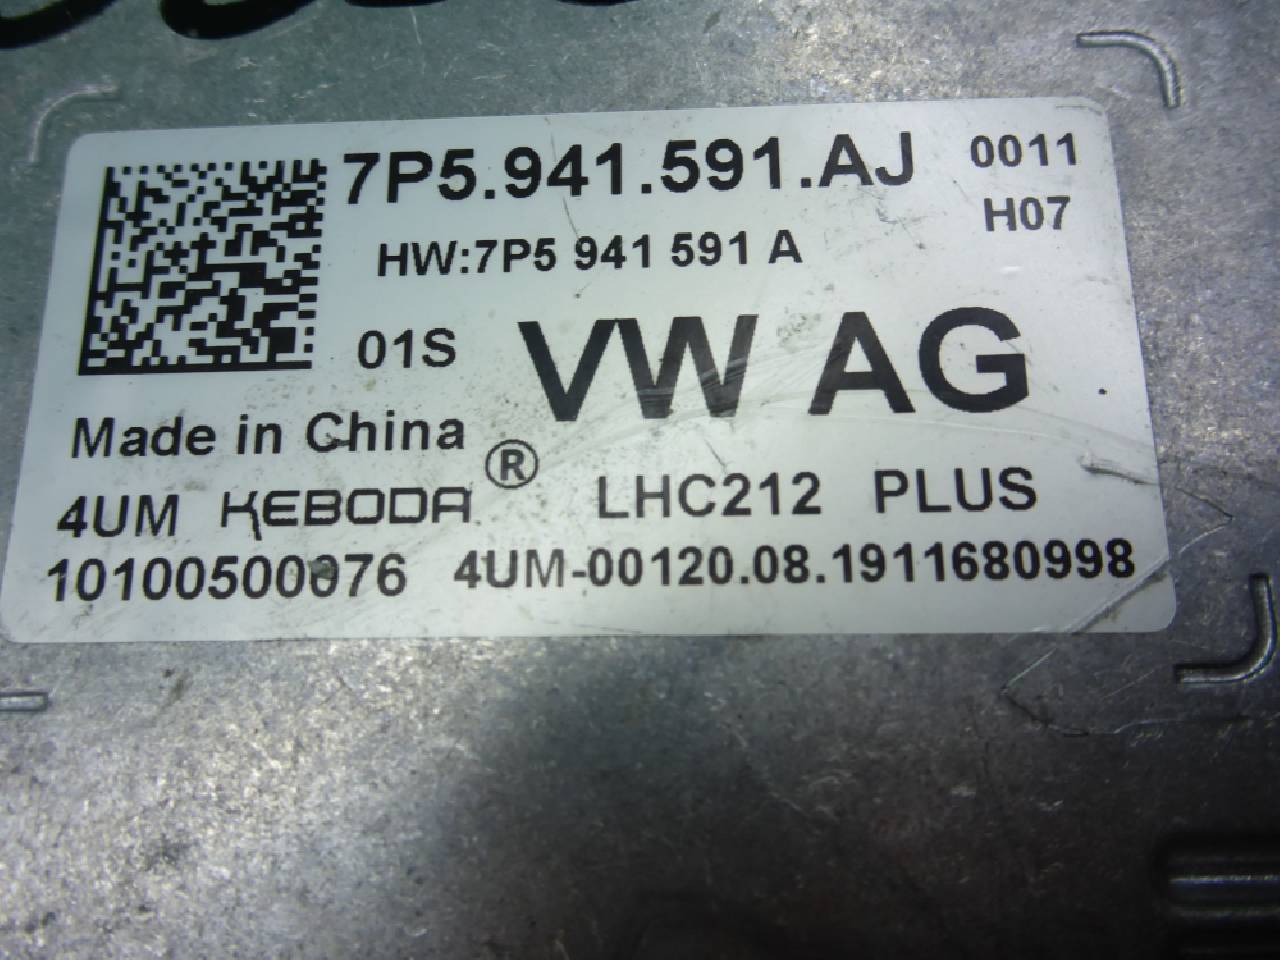 7P5.941.591.AJ 0011
HW:7P5 941 591 A H07
01S VW AG
Made in China
4UM KEBODA® LHC212 PLUS
10100500076 4UM-00120.08.1911680998